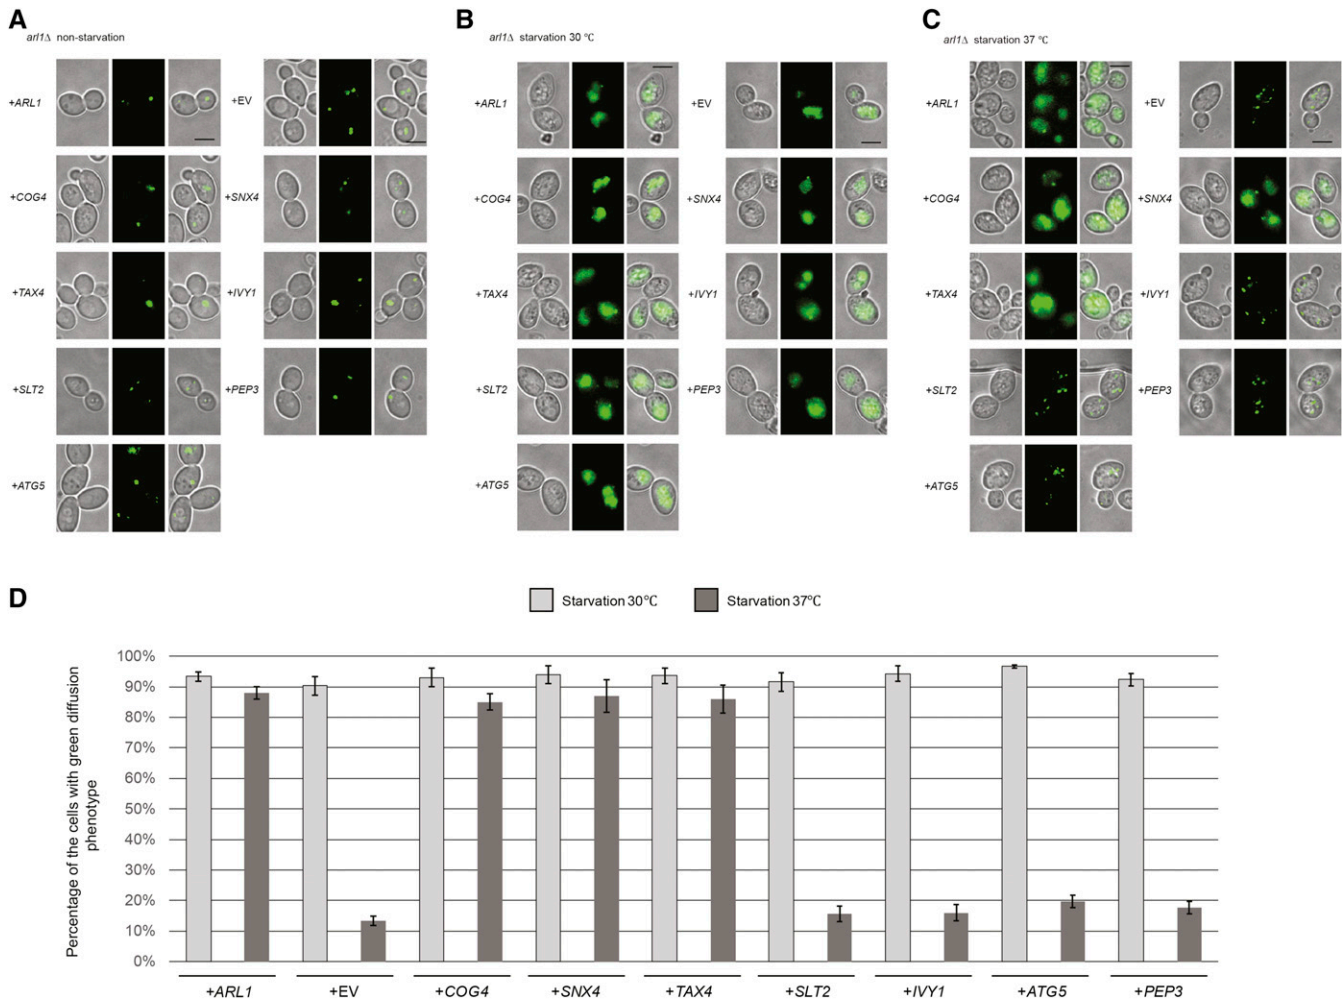 A
arl1Δ non-starvation
+ARL1
+EV
+COG4
+SNX4
+TAX4
+IVY1
+SLT2
+PEP3
+ATG5
B
arl1Δ starvation 30 ℃
+ARL1
+EV
+COG4
+SNX4
+TAX4
+IVY1
+SLT2
+PEP3
+ATG5
C
arl1Δ starvation 37 ℃
+ARL1
+EV
+COG4
+SNX4
+TAX4
+IVY1
+SLT2
+PEP3
+ATG5
D
Starvation 30℃
Starvation 37℃
Percentage of the cells with green diffusion
phenotype
100%
90%
80%
70%
60%
50%
40%
30%
20%
10%
0%
+ARL1
+EV
+COG4
+SNX4
+TAX4
+SLT2
+IVY1
+ATG5
+PEP3